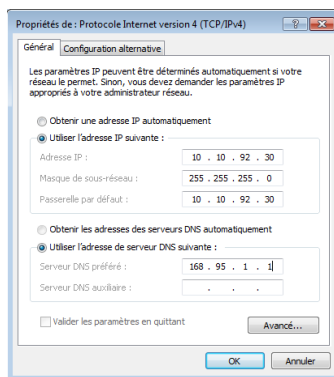 Propriétés de : Protocole Internet version 4 (TCP/IPv4)
Général
Configuration alternative
Les paramètres IP peuvent être déterminés automatiquement si votre
réseau le permet. Sinon, vous devez demander les paramètres IP
appropriés à votre administrateur réseau.
Obtenir une adresse IP automatiquement
Utiliser l'adresse IP suivante :
Adresse IP : 10 . 10 . 92 . 30
Masque de sous-réseau : 255 . 255 . 255 . 0
Passerelle par défaut : 10 . 10 . 92 . 30
Obtenir les adresses des serveurs DNS automatiquement
Utiliser l'adresse de serveur DNS suivante :
Serveur DNS préféré : 168 . 95 . 1 . 1
Serveur DNS auxiliaire : . . .
Valider les paramètres en quittant
Avancé...
OK
Annuler